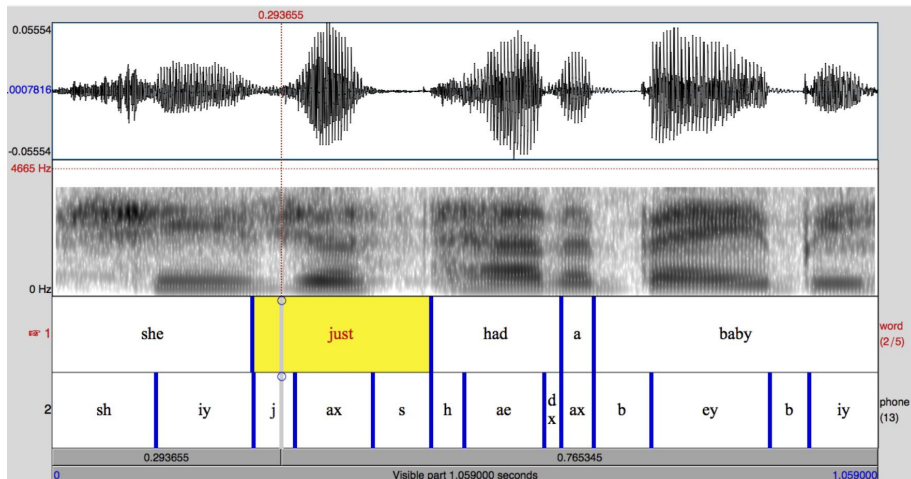 0.293655
0.05554
.0007816
-0.05554
4665 Hz
0 Hz
☞ 1 she just had a baby word
(2/5)
2 sh iy j ax s h ae dx ax b ey b iy phone
(13)
0.293655 0.765345
0 Visible part 1.059000 seconds 1.059000